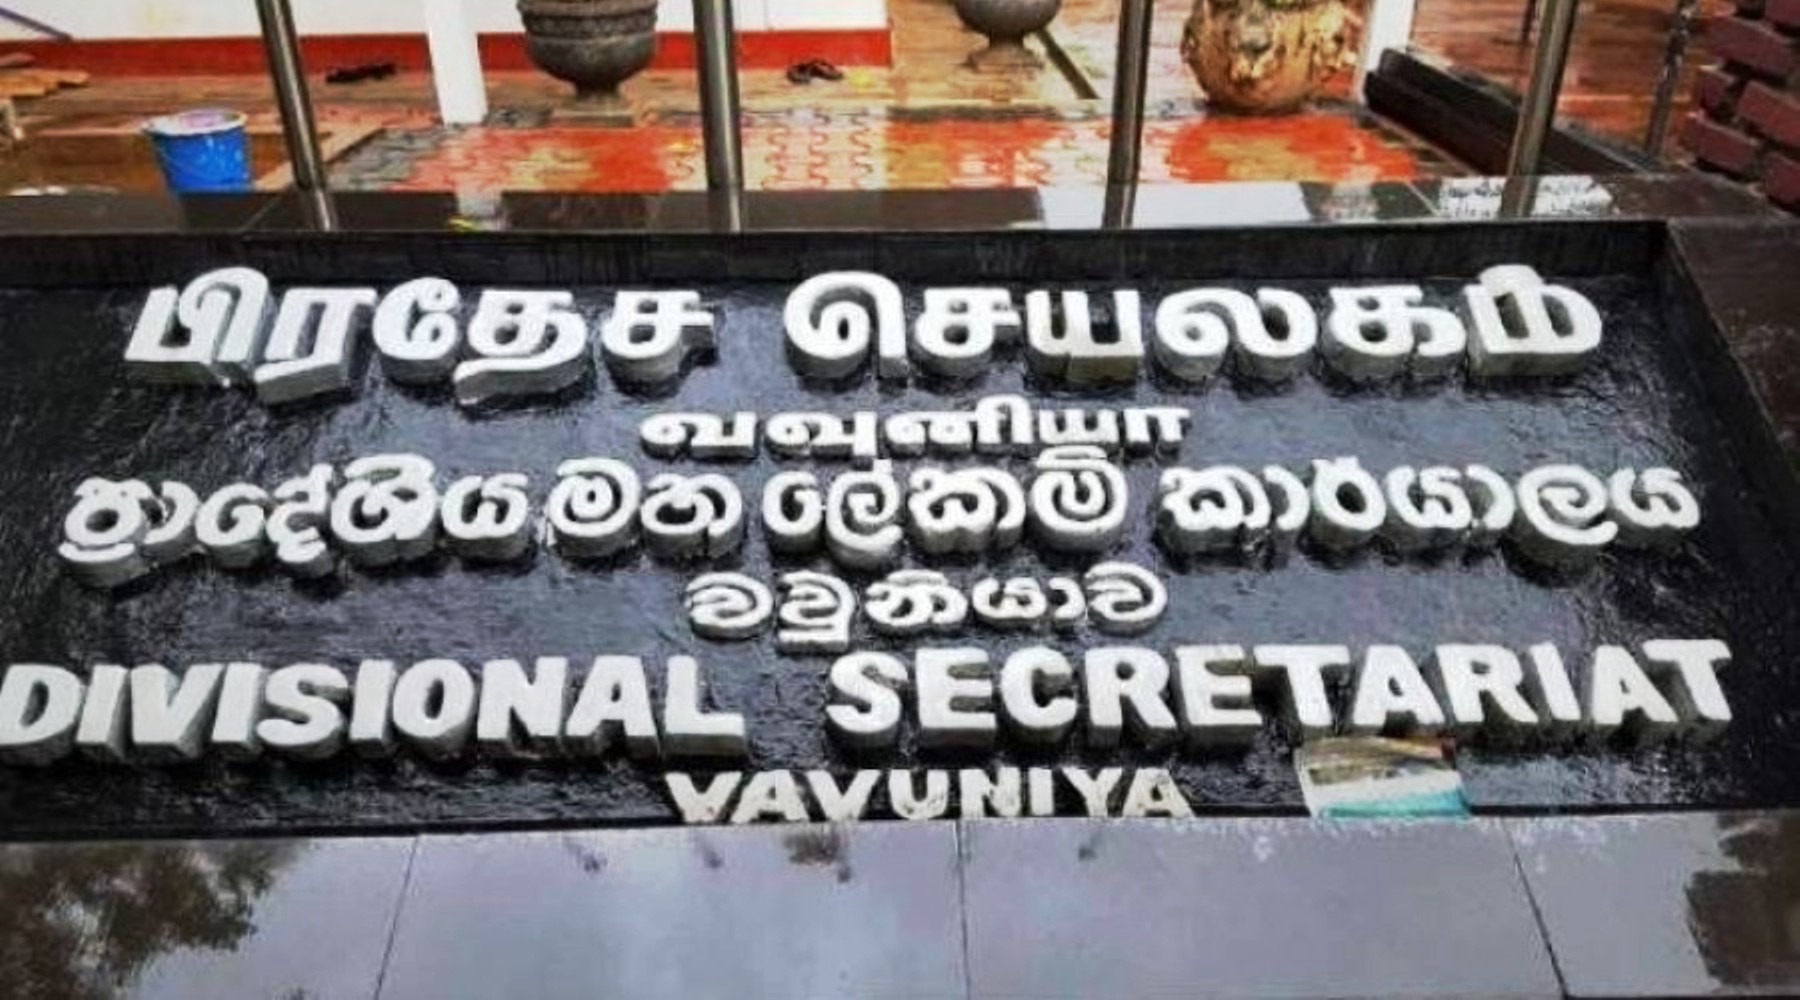 பிரதேச செயலகம்
வவுனியா
ප්‍රාදේශීය මහ ලේකම් කාර්යාලය
වවුනියාව
DIVISIONAL SECRETARIAT
VAVUNIYA